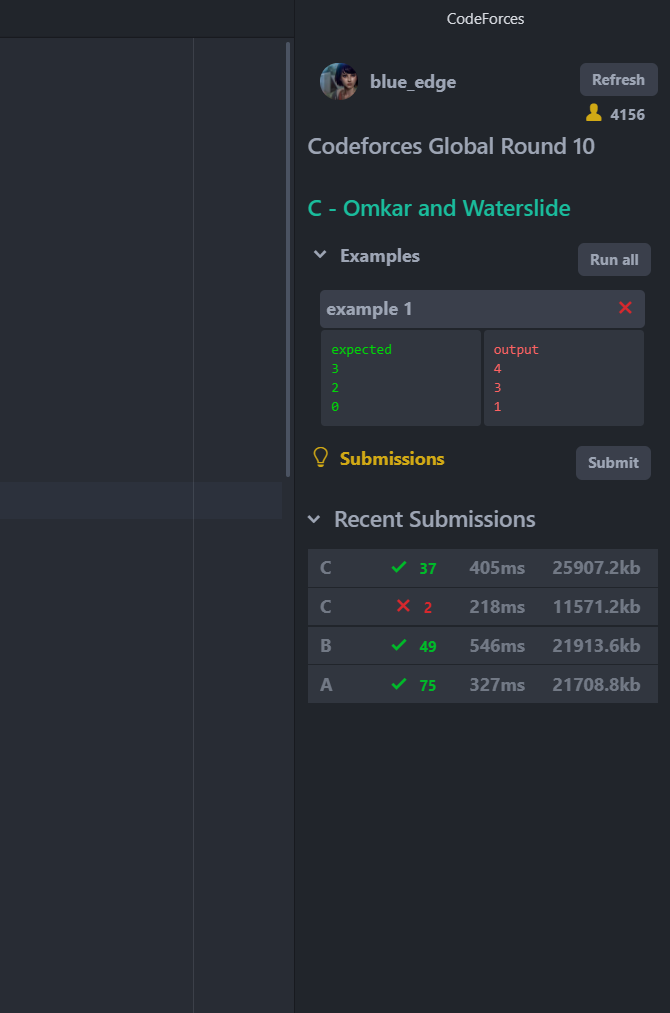 CodeForces
blue_edge
Refresh
4156
Codeforces Global Round 10
C - Omkar and Waterslide
Examples
Run all
example 1
expected
3
2
0
output
4
3
1
Submissions
Submit
Recent Submissions
C 37 405ms 25907.2kb
C 2 218ms 11571.2kb
B 49 546ms 21913.6kb
A 75 327ms 21708.8kb